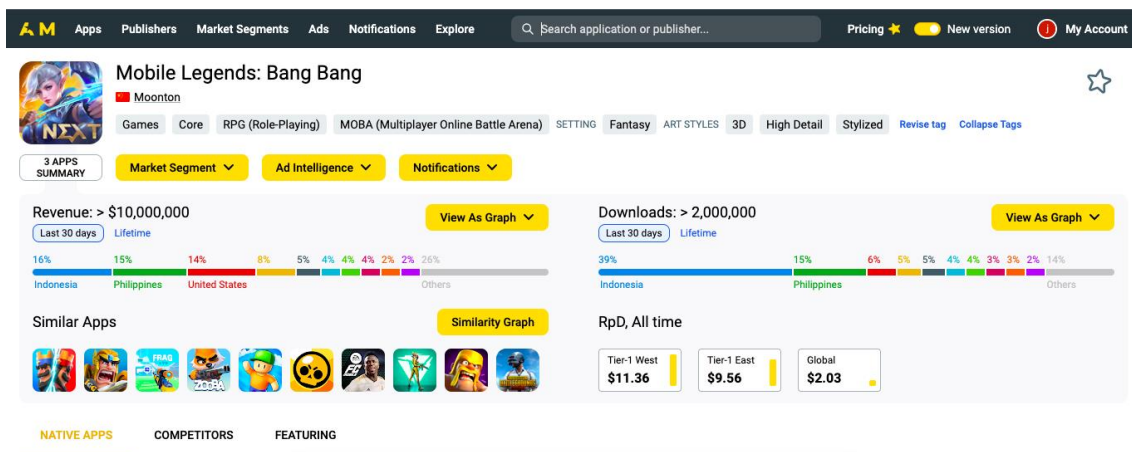 AM Apps Publishers Market Segments Ads Notifications Explore Search application or publisher... Pricing New version j My Account
Mobile Legends: Bang Bang
Moonton
Games Core RPG (Role-Playing) MOBA (Multiplayer Online Battle Arena) SETTING Fantasy ART STYLES 3D High Detail Stylized Revise tag Collapse Tags
NEXT
3 APPS
SUMMARY
Market Segment Ad Intelligence Notifications
Revenue: > $10,000,000
View As Graph
Last 30 days Lifetime
16% 15% 14% 8% 5% 4% 4% 4% 2% 2% 26%
Indonesia Philippines United States Others
Downloads: > 2,000,000
View As Graph
Last 30 days Lifetime
39% 15% 6% 5% 5% 4% 4% 3% 3% 2% 14%
Indonesia Philippines Others
Similar Apps
Similarity Graph
FRAG
ZOOBA
RpD, All time
Tier-1 West
$11.36
Tier-1 East
$9.56
Global
$2.03
NATIVE APPS COMPETITORS FEATURING